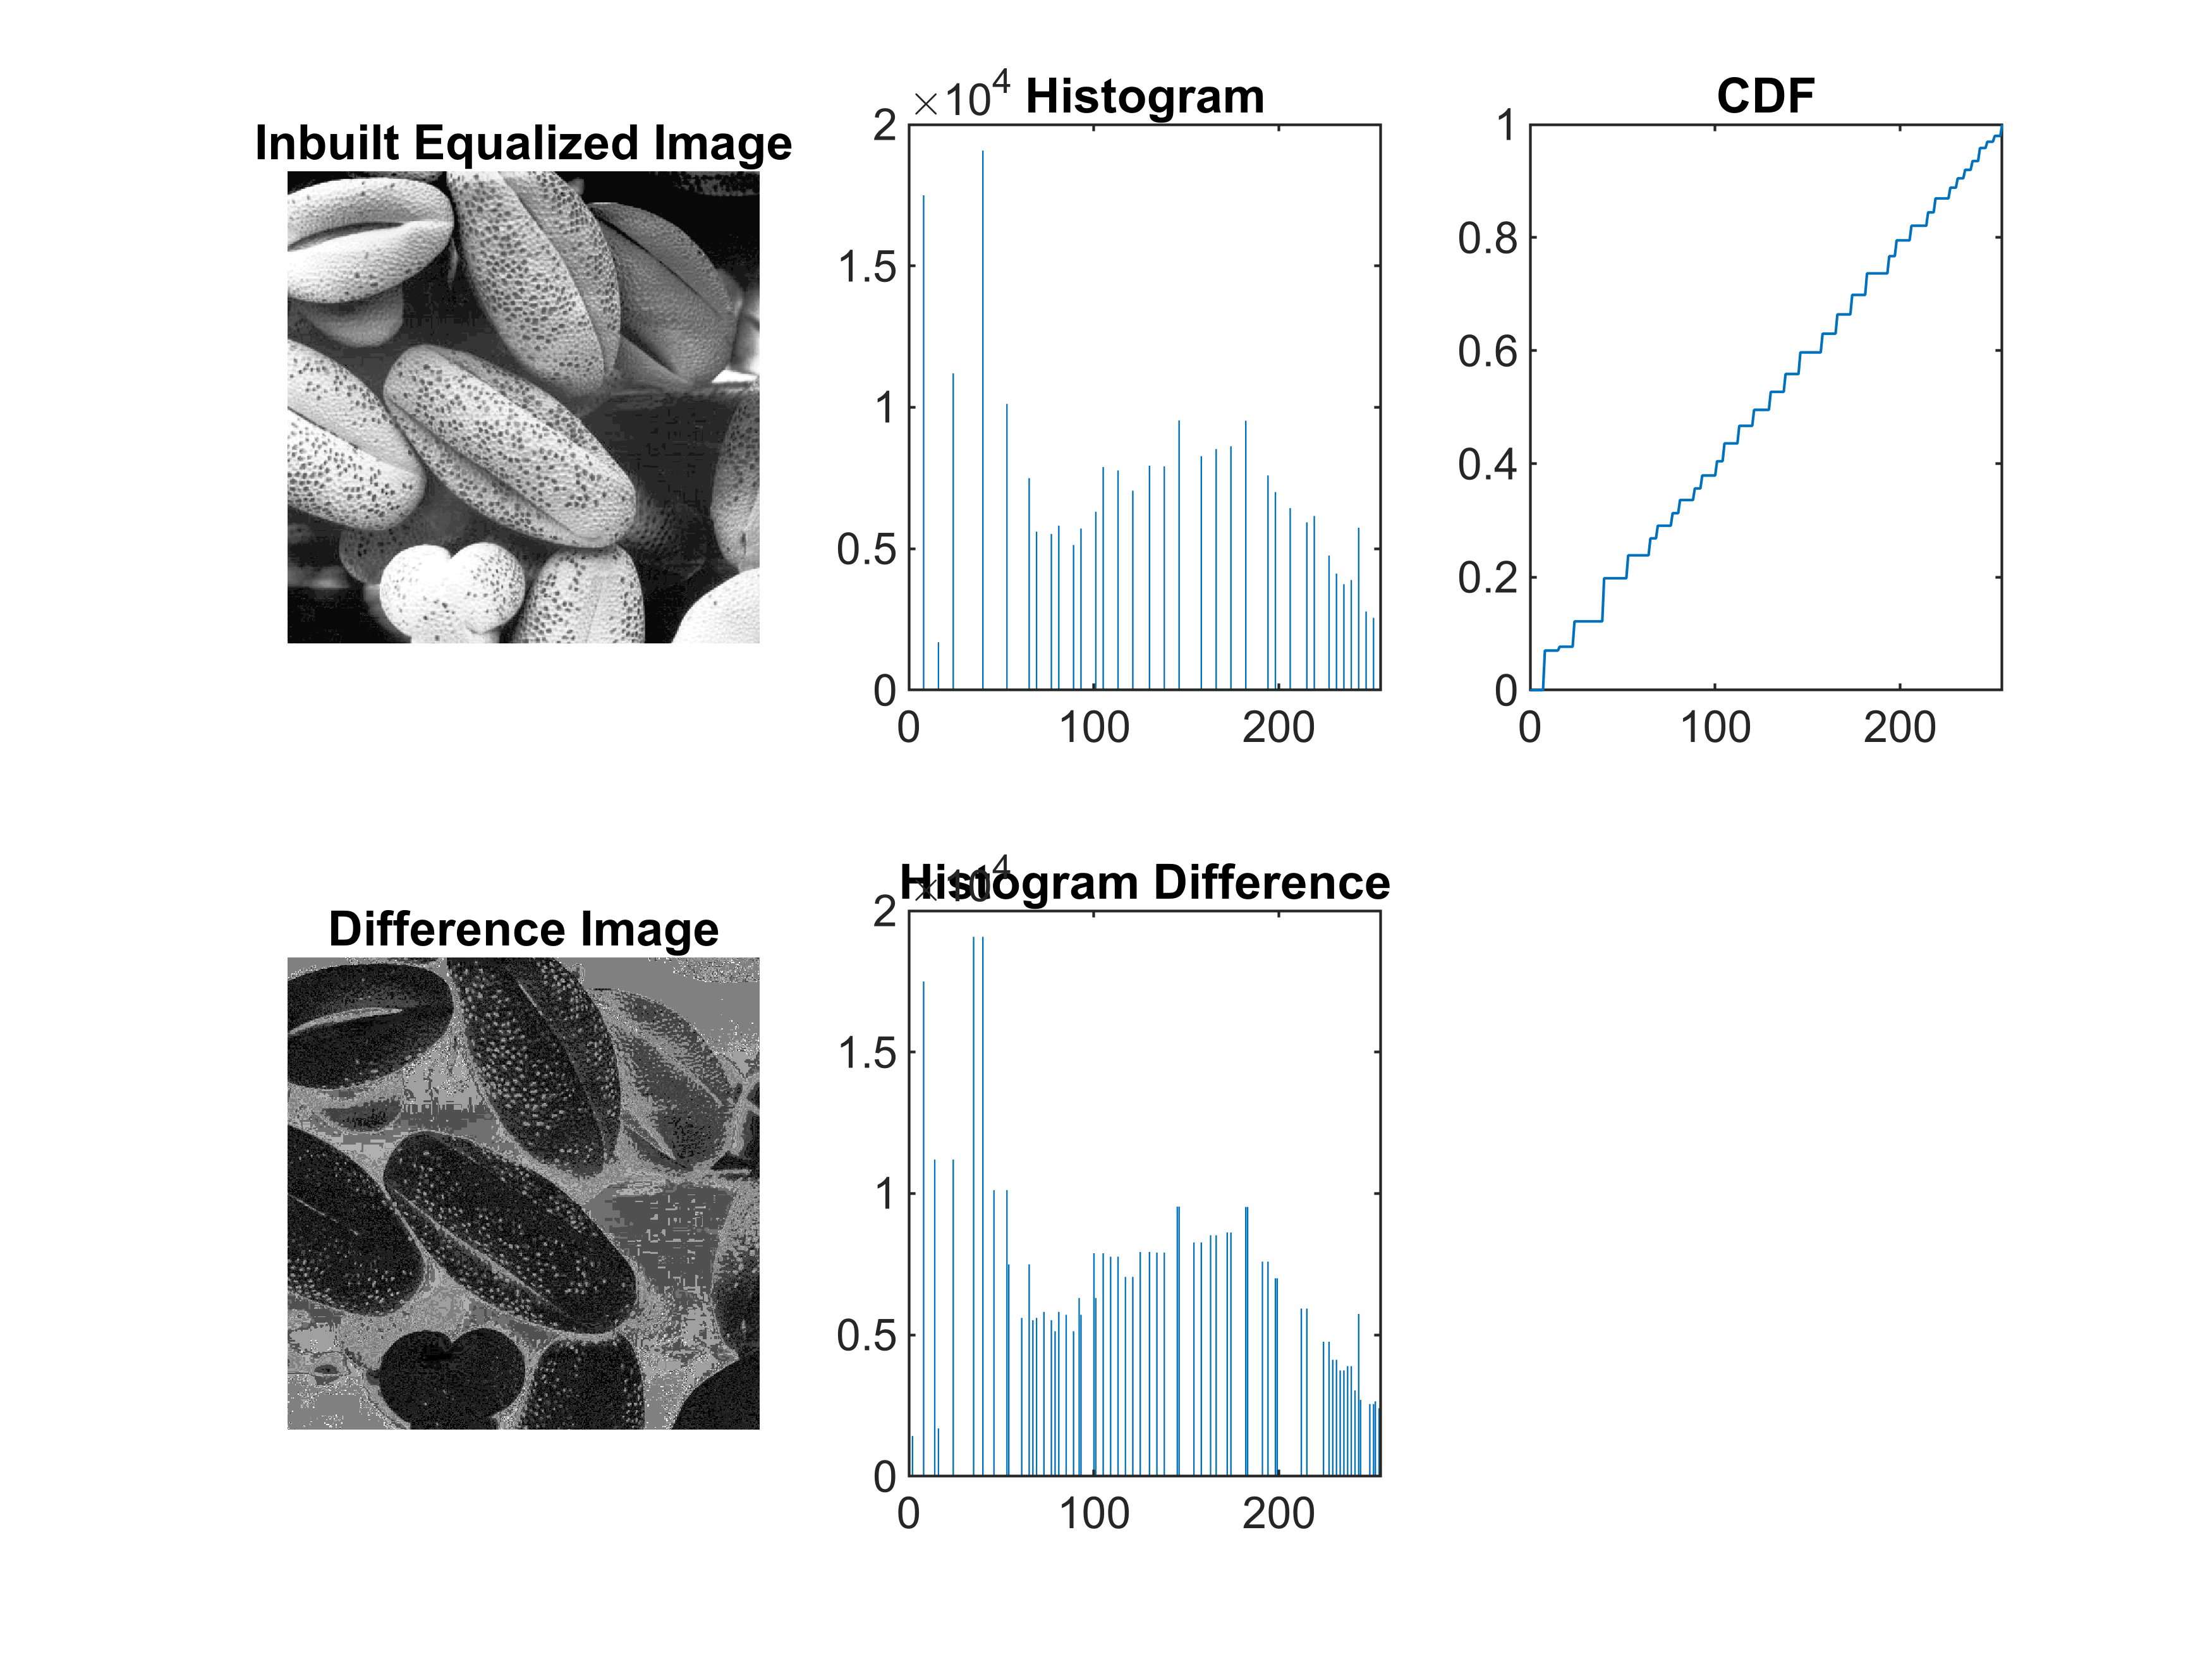 Inbuilt Equalized Image
×10⁴ Histogram
2
1.5
1
0.5
0
0 100 200
CDF
1
0.8
0.6
0.4
0.2
0
0 100 200
Difference Image
×10⁴
Histogram Difference
2
1.5
1
0.5
0
0 100 200